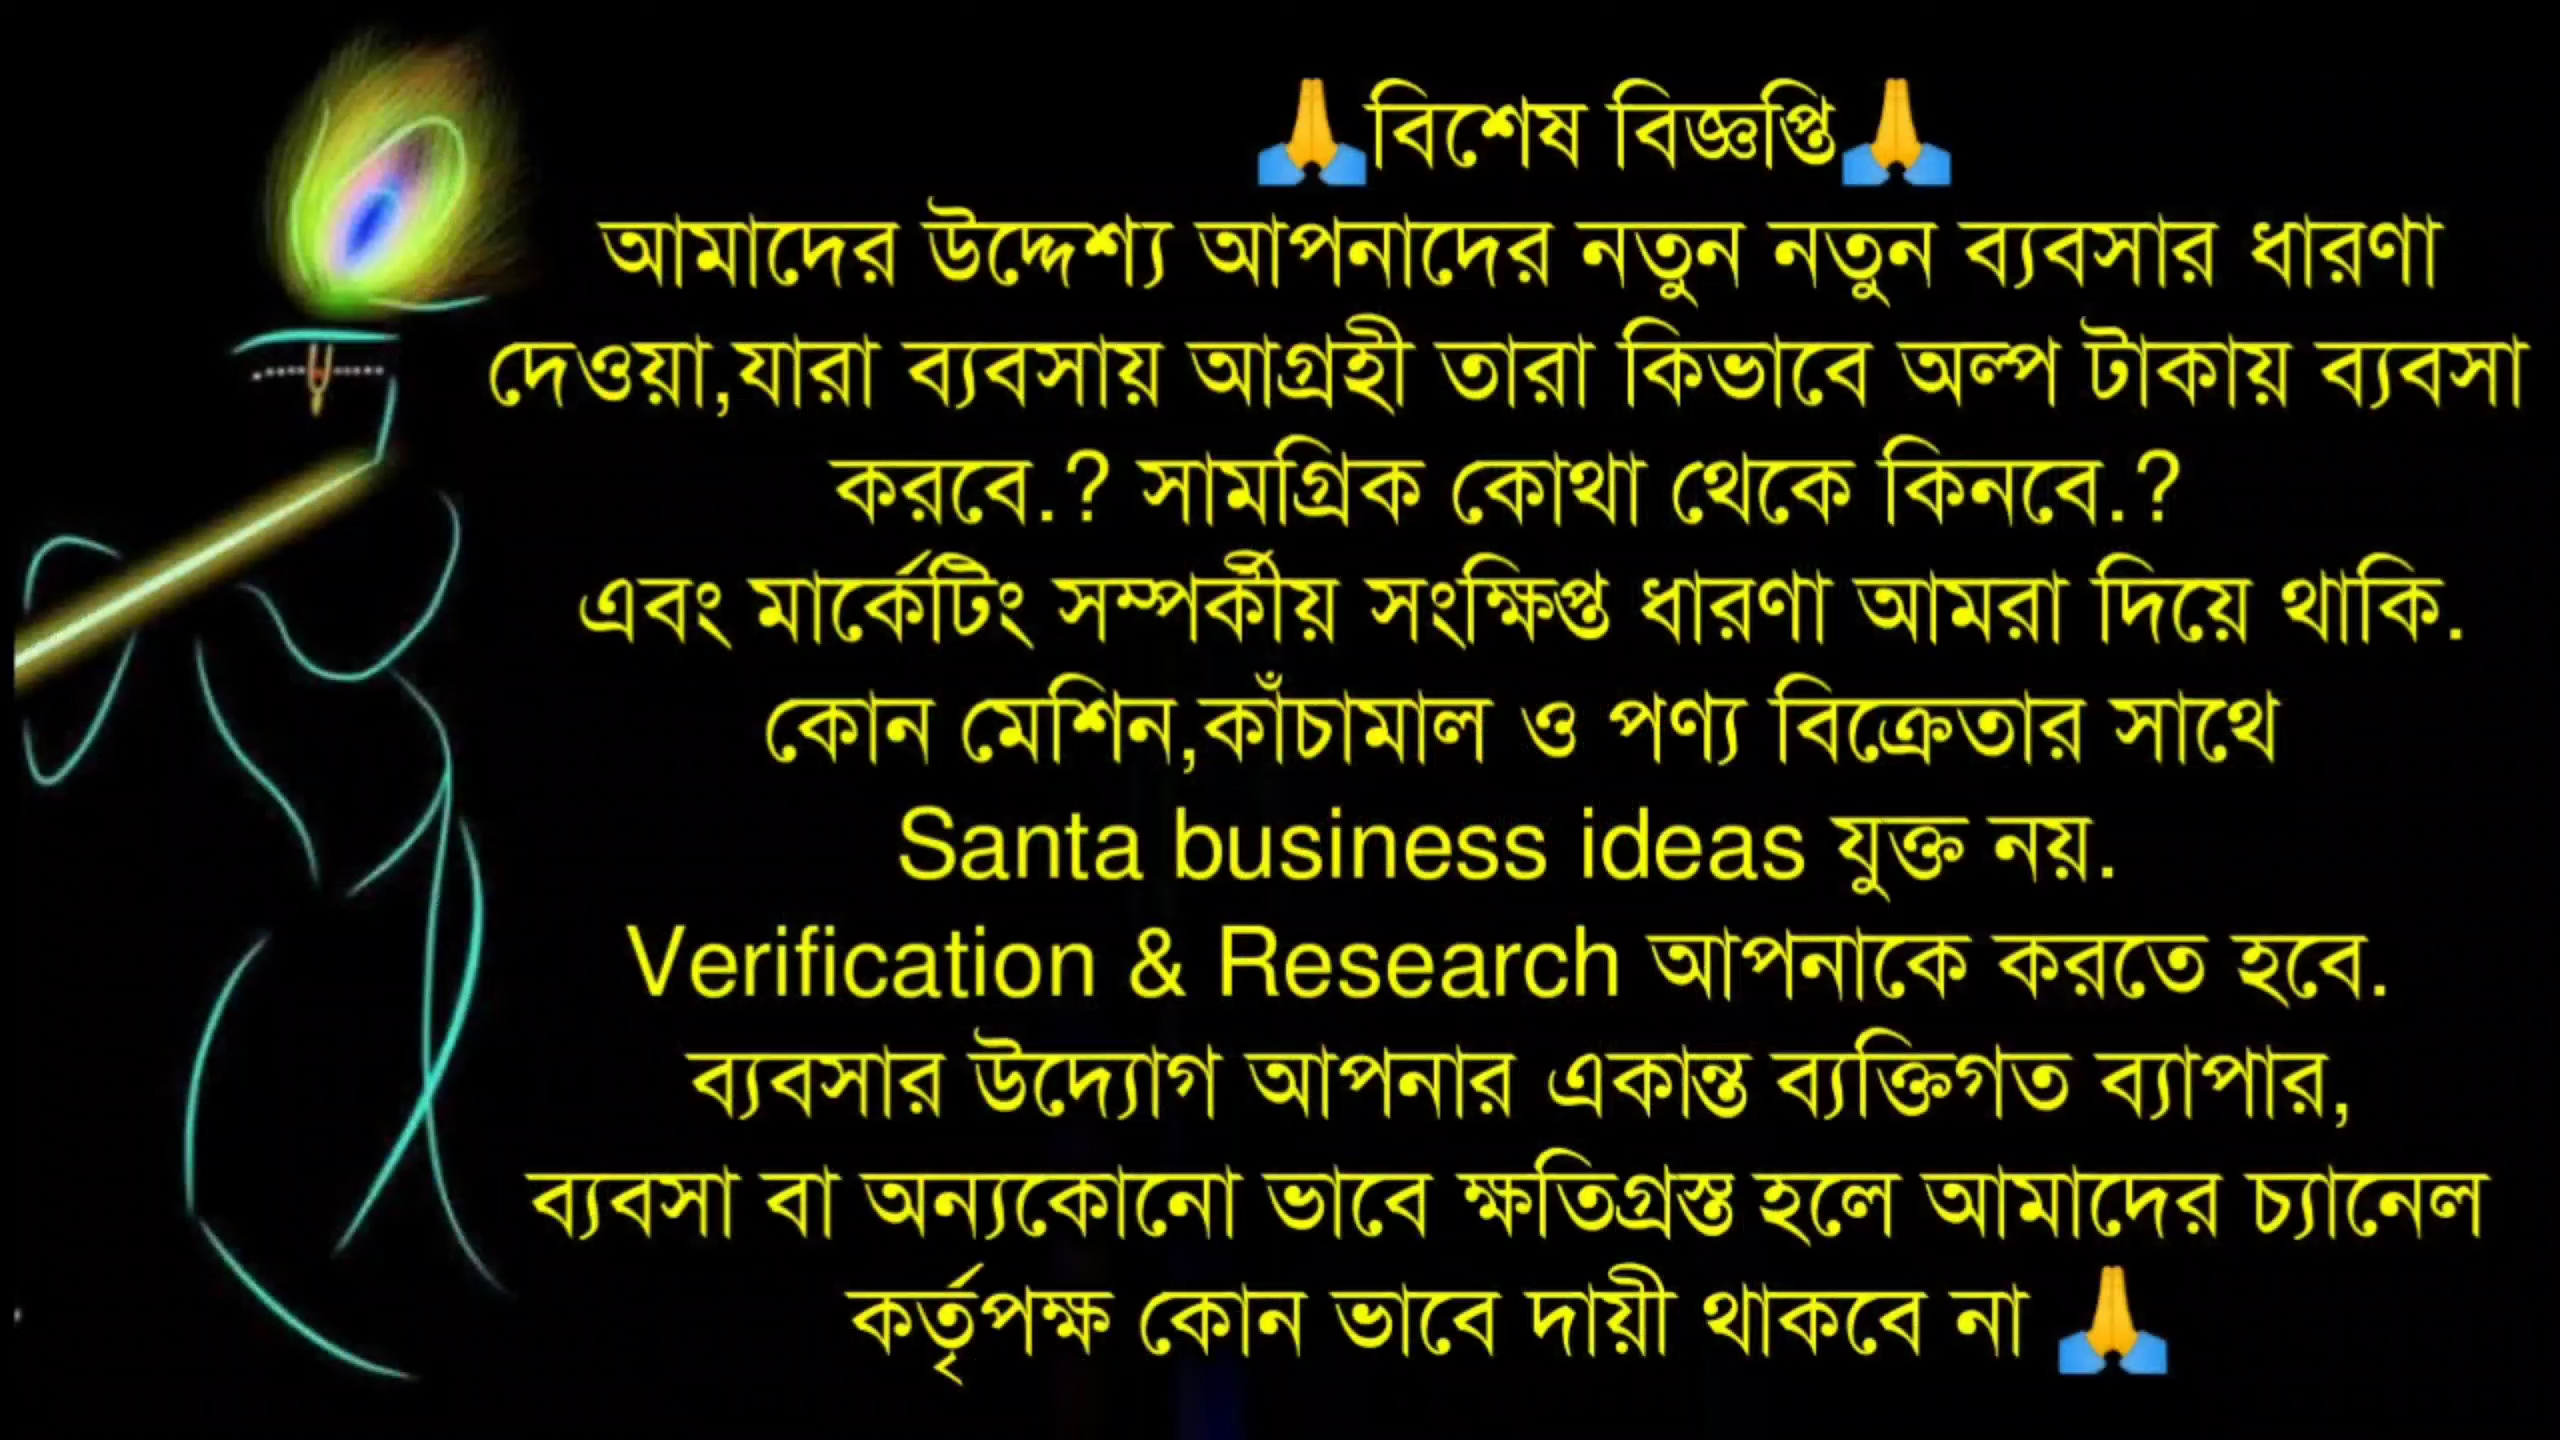 🙏বিশেষ বিজ্ঞপ্তি🙏
আমাদের উদ্দেশ্য আপনাদের নতুন নতুন ব্যবসার ধারণা
দেওয়া,যারা ব্যবসায় আগ্রহী তারা কিভাবে অল্প টাকায় ব্যবসা
করবে.? সামগ্রিক কোথা থেকে কিনবে.?
এবং মার্কেটিং সম্পর্কীয় সংক্ষিপ্ত ধারণা আমরা দিয়ে থাকি.
কোন মেশিন,কাঁচামাল ও পণ্য বিক্রেতার সাথে
Santa business ideas যুক্ত নয়.
Verification & Research আপনাকে করতে হবে.
ব্যবসার উদ্যোগ আপনার একান্ত ব্যক্তিগত ব্যাপার,
ব্যবসা বা অন্যকোনো ভাবে ক্ষতিগ্রস্ত হলে আমাদের চ্যানেল
কর্তৃপক্ষ কোন ভাবে দায়ী থাকবে না 🙏